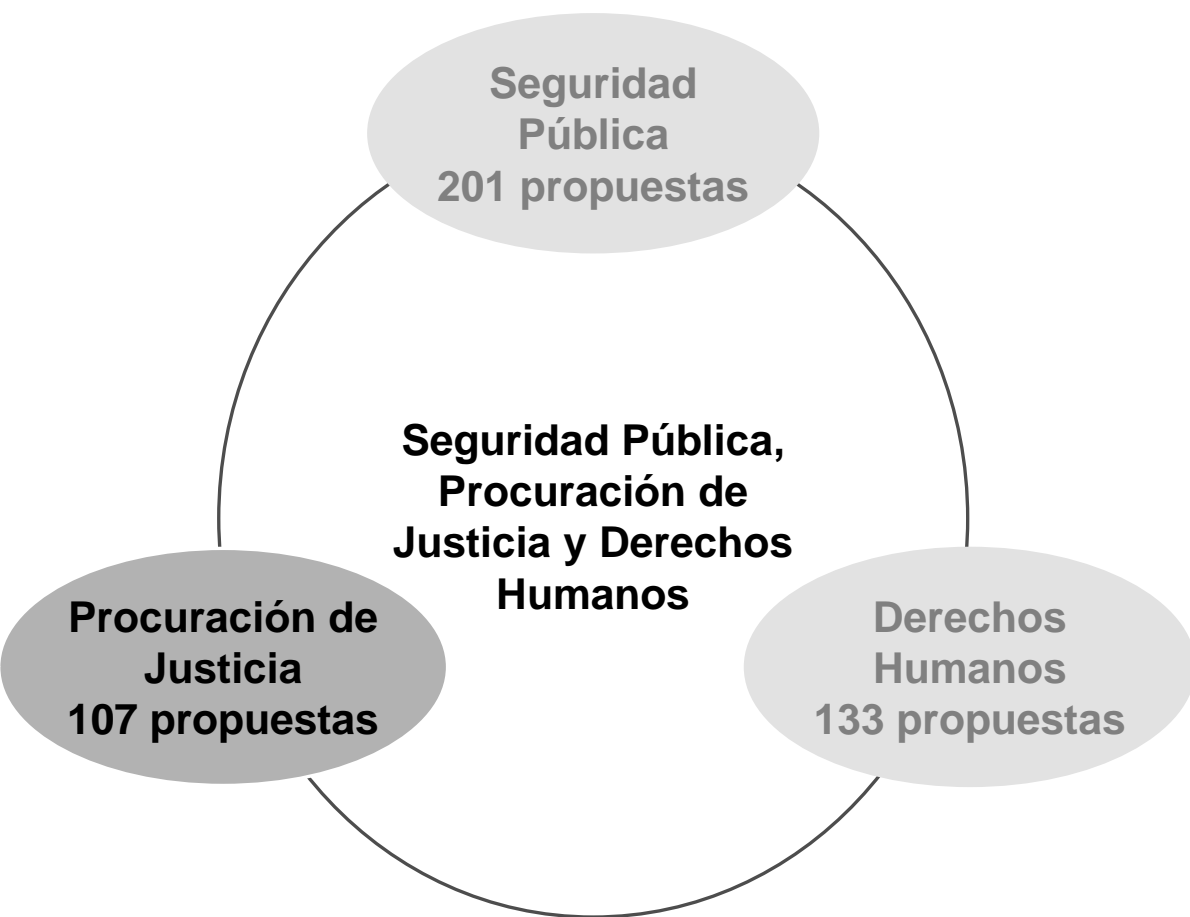 Seguridad
Pública
201 propuestas
Seguridad Pública,
Procuración de
Justicia y Derechos
Humanos
Procuración de
Justicia
107 propuestas
Derechos
Humanos
133 propuestas